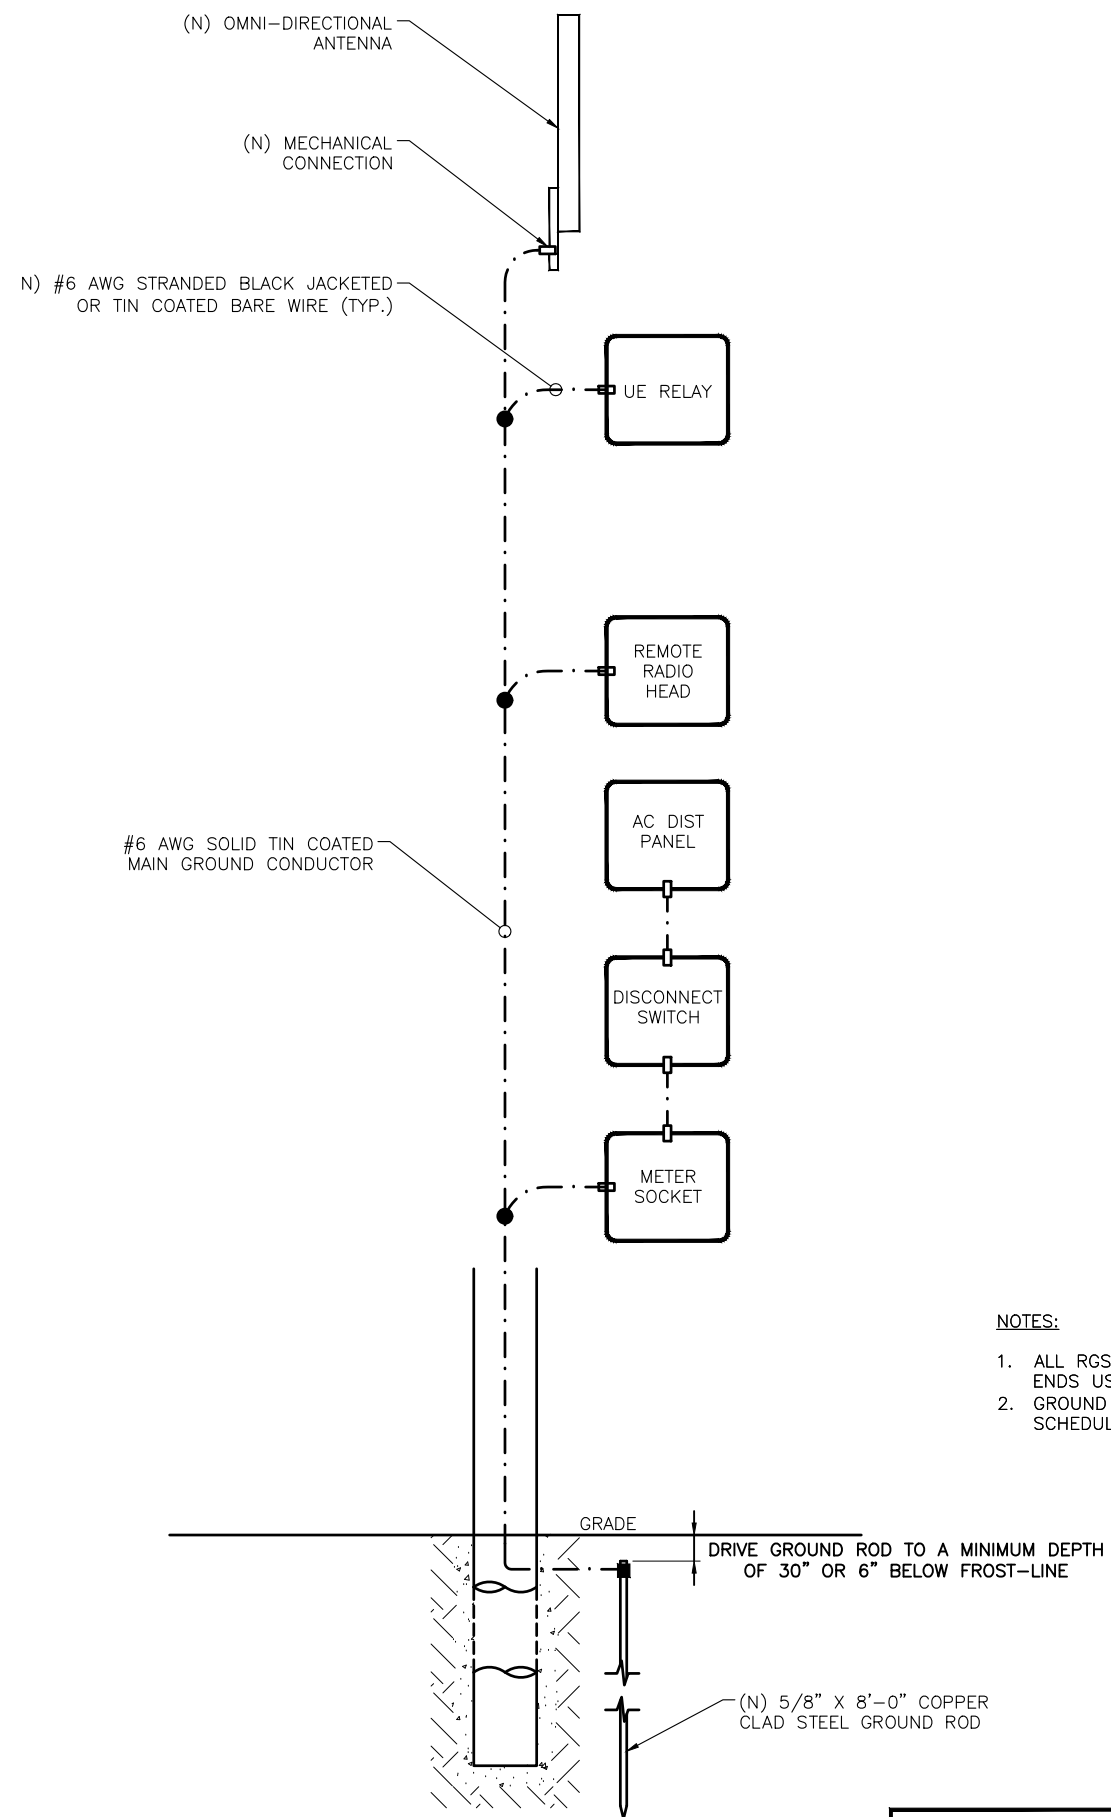 (N) OMNI-DIRECTIONAL
ANTENNA
(N) MECHANICAL
CONNECTION
N) #6 AWG STRANDED BLACK JACKETED
OR TIN COATED BARE WIRE (TYP.)
UE RELAY
REMOTE
RADIO
HEAD
AC DIST
PANEL
#6 AWG SOLID TIN COATED
MAIN GROUND CONDUCTOR
DISCONNECT
SWITCH
METER
SOCKET
NOTES:
1. ALL RGS
ENDS US
2. GROUND
SCHEDUL
GRADE
DRIVE GROUND ROD TO A MINIMUM DEPTH
OF 30" OR 6" BELOW FROST-LINE
(N) 5/8" X 8'-0" COPPER
CLAD STEEL GROUND ROD